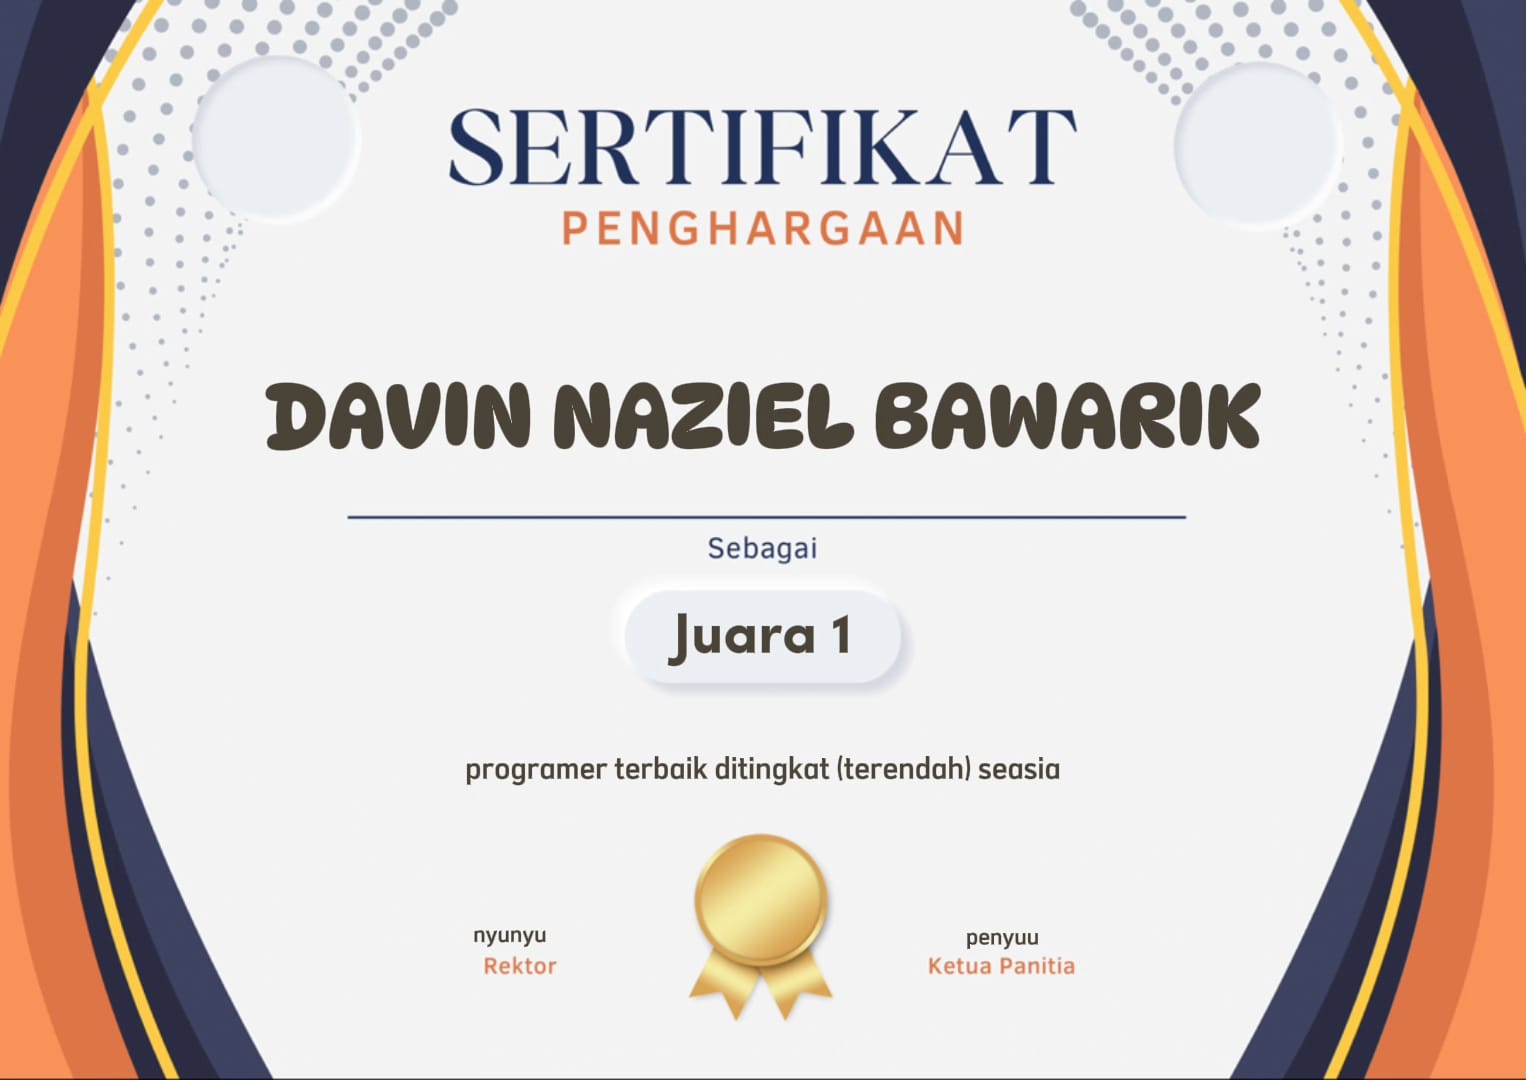 SERTIFIKAT
PENGHARGAAN
DAVIN NAZIEL BAWARIK
Sebagai
Juara 1
programer terbaik ditingkat (terendah) seasia
nyunyu
Rektor
penyuu
Ketua Panitia